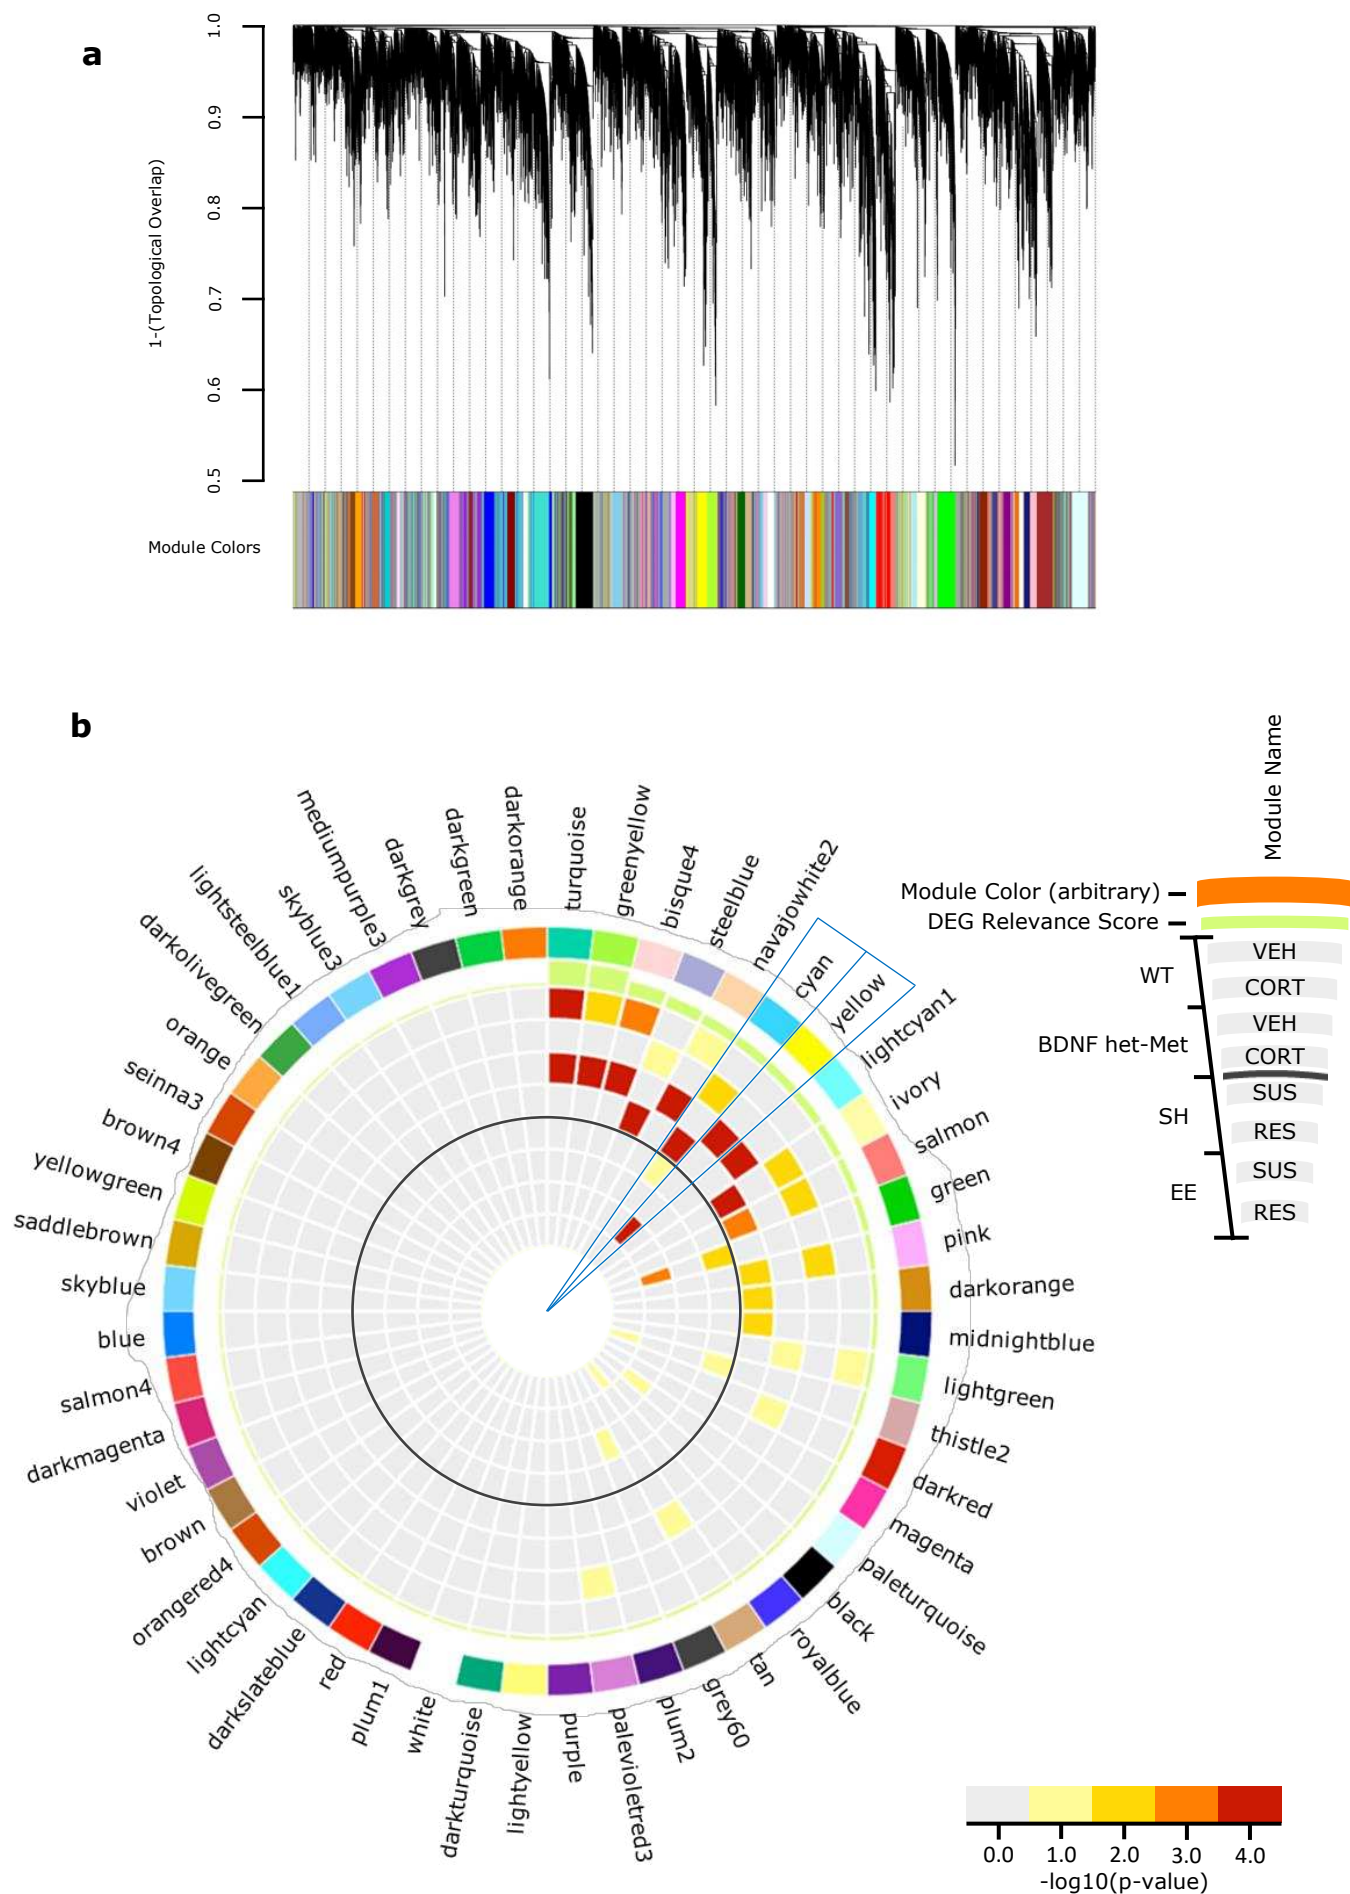 a
1-(Topological Overlap)
1.0
0.9
0.8
0.7
0.6
0.5
Module Colors
b
turquoise
greenyellow
bisque4
steelblue
navajowhite2
cyan
yellow
lightcyan1
ivory
salmon
green
pink
darkorange
midnightblue
lightgreen
thistle2
darkred
magenta
paleturquoise
black
royalblue
tan
grey60
plum2
palevioletred3
purple
lightyellow
darkturquoise
white
plum1
red
darkslateblue
lightcyan
orangered4
brown
violet
darkmagenta
salmon4
blue
skyblue
saddlebrown
yellowgreen
brown4
seinna3
orange
darkolivegreen
lightsteelblue1
skyblue3
mediumpurple3
darkgrey
darkgreen
darkorange
Module Name
Module Color (arbitrary)
DEG Relevance Score
WT
VEH
CORT
BDNF het-Met
VEH
CORT
SH
SUS
RES
EE
SUS
RES
0.0 1.0 2.0 3.0 4.0
-log10(p-value)